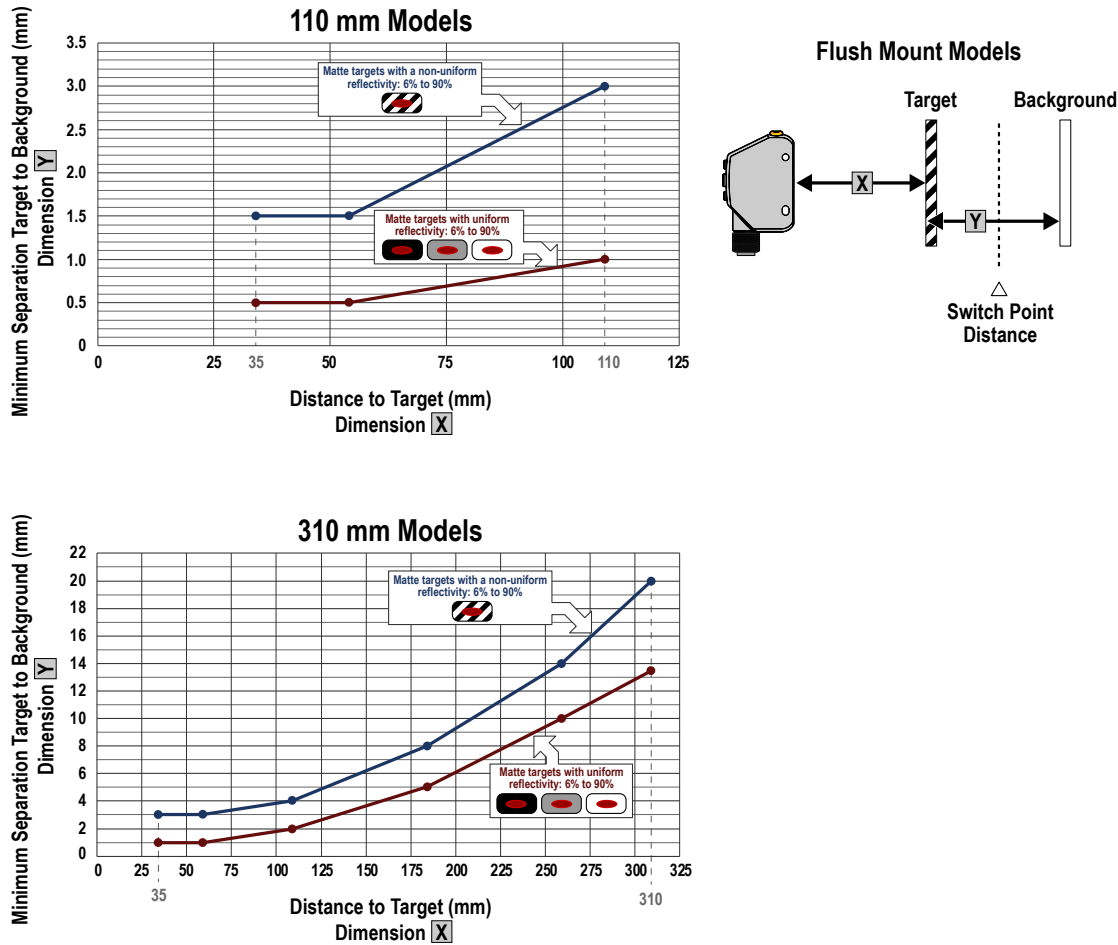 110 mm Models
Minimum Separation Target to Background (mm)
Dimension Y
3.5
3.0
2.5
2.0
1.5
1.0
0.5
0
Matte targets with a non-uniform
reflectivity: 6% to 90%
Matte targets with uniform
reflectivity: 6% to 90%
0 25 35 50 75 100 110 125
Distance to Target (mm)
Dimension X
Flush Mount Models
Target Background
X
Y
Switch Point
Distance
310 mm Models
Minimum Separation Target to Background (mm)
Dimension Y
22
20
18
16
14
12
10
8
6
4
2
0
Matte targets with a non-uniform
reflectivity: 6% to 90%
Matte targets with uniform
reflectivity: 6% to 90%
0 25 50 75 100 125 150 175 200 225 250 275 300 325
35 310
Distance to Target (mm)
Dimension X